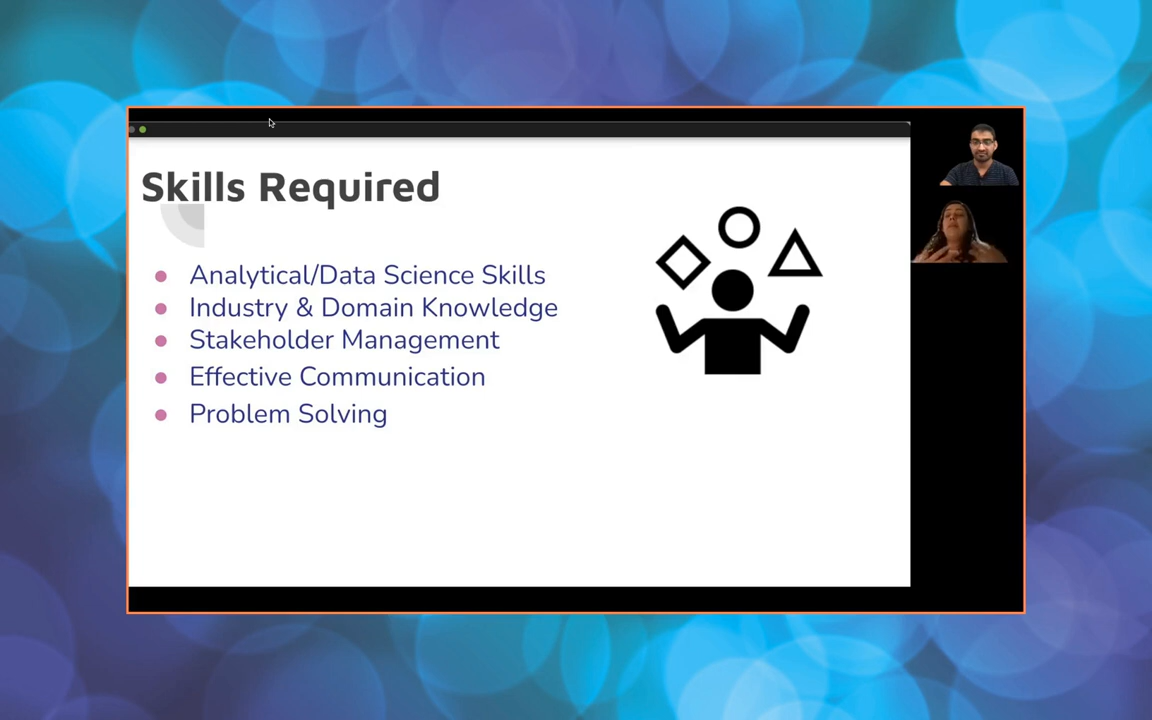 Skills Required
Analytical/Data Science Skills
Industry & Domain Knowledge
Stakeholder Management
Effective Communication
Problem Solving